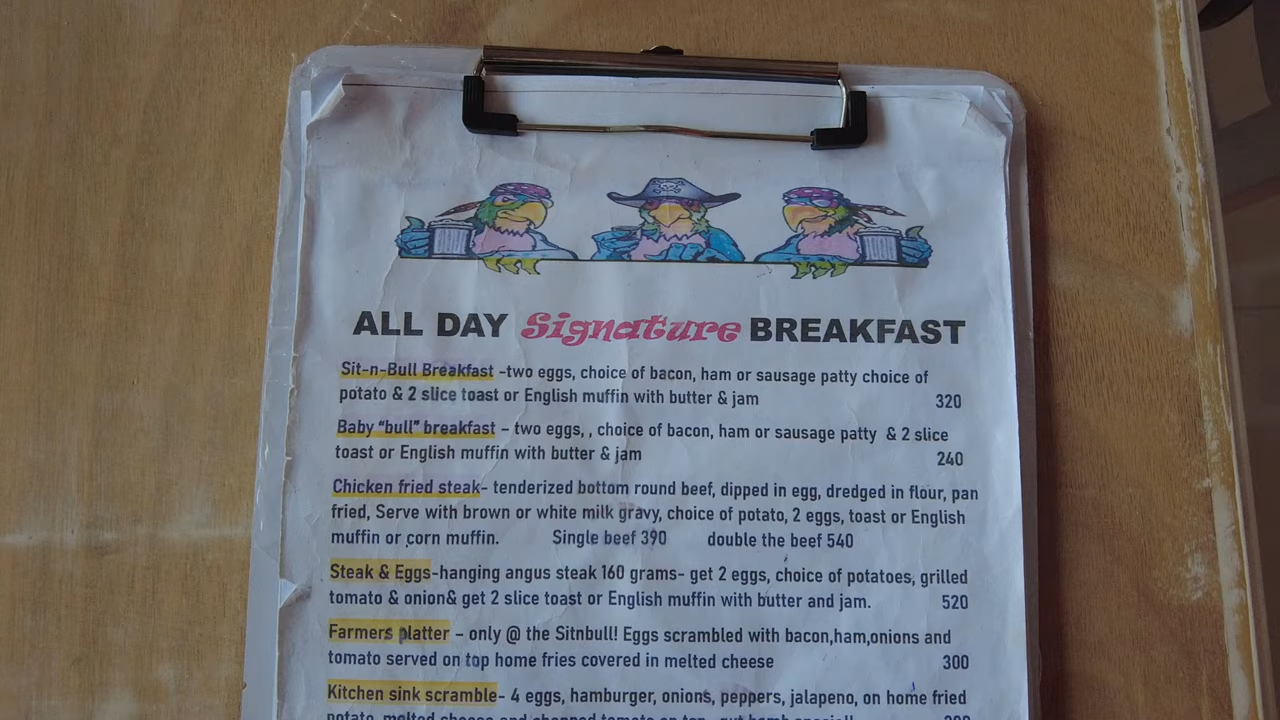 ALL DAY Signature BREAKFAST
Sit-n-Bull Breakfast -two eggs, choice of bacon, ham or sausage patty choice of
potato & 2 slice toast or English muffin with butter & jam 320
Baby "bull" breakfast – two eggs, , choice of bacon, ham or sausage patty & 2 slice
toast or English muffin with butter & jam 240
Chicken fried steak- tenderized bottom round beef, dipped in egg, dredged in flour, pan
fried, Serve with brown or white milk gravy, choice of potato, 2 eggs, toast or English
muffin or corn muffin. Single beef 390 double the beef 540
Steak & Eggs-hanging angus steak 160 grams- get 2 eggs, choice of potatoes, grilled
tomato & onion& get 2 slice toast or English muffin with butter and jam. 520
Farmers platter – only @ the Sitnbull! Eggs scrambled with bacon,ham,onions and
tomato served on top home fries covered in melted cheese 300
Kitchen sink scramble- 4 eggs, hamburger, onions, peppers, jalapeno, on home fried
potato, melted cheese and chopped tomato on top